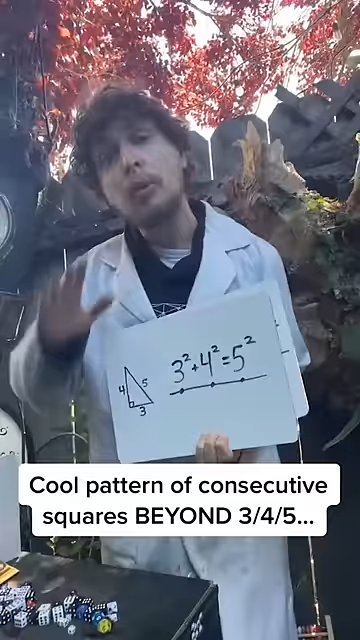 3² + 4² = 5²
4 5
3
Cool pattern of consecutive
squares BEYOND 3/4/5...